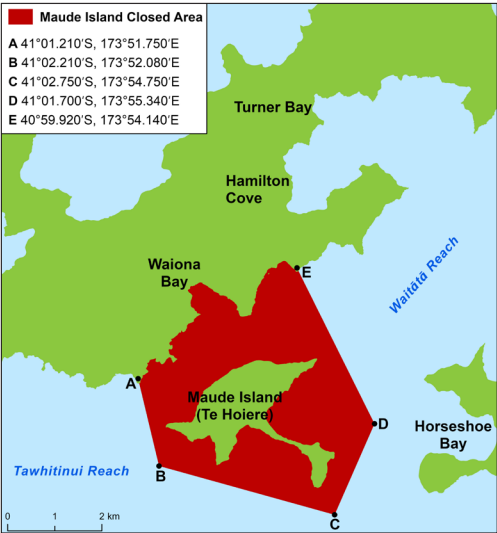 Maude Island Closed Area
A 41°01.210′S, 173°51.750′E
B 41°02.210′S, 173°52.080′E
C 41°02.750′S, 173°54.750′E
D 41°01.700′S, 173°55.340′E
E 40°59.920′S, 173°54.140′E
Turner Bay
Hamilton
Cove
Waiona
Bay
E
Waitātā Reach
A
Maude Island
(Te Hoiere)
D
Horseshoe
Bay
Tawhitinui Reach
B
C
0 1 2 km